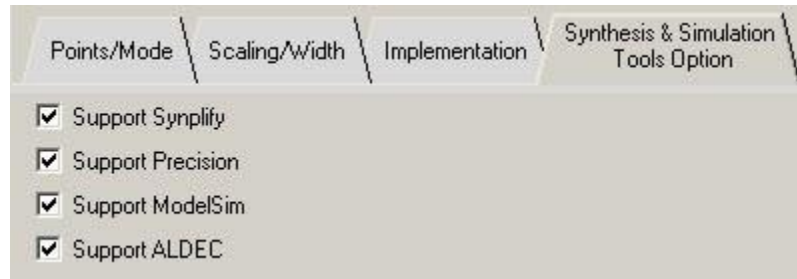 Points/Mode
Scaling/Width
Implementation
Synthesis & Simulation
Tools Option
Support Synplify
Support Precision
Support ModelSim
Support ALDEC